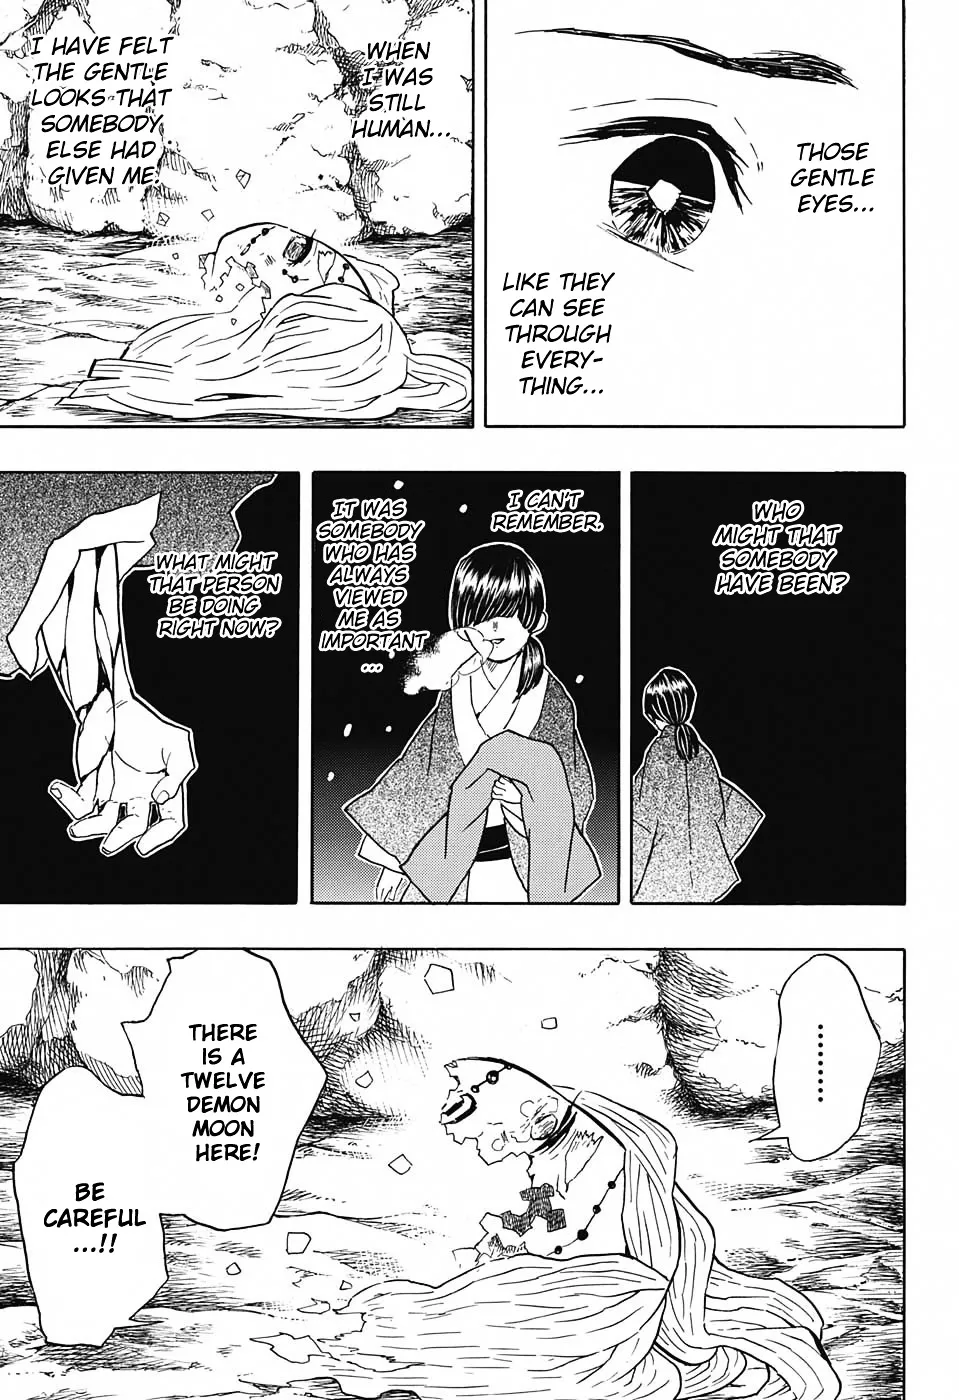 THOSE
GENTLE
EYES...
LIKE THEY
CAN SEE
THROUGH
EVERY-
THING...
WHEN
I WAS
STILL
HUMAN...
I HAVE FELT
THE GENTLE
LOOKS THAT
SOMEBODY
ELSE HAD
GIVEN ME.
WHO
MIGHT THAT
SOMEBODY
HAVE BEEN?
I CAN'T
REMEMBER.
IT WAS
SOMEBODY
WHO HAS
ALWAYS
VIEWED
ME AS
IMPORTANT
...
WHAT MIGHT
THAT PERSON
BE DOING
RIGHT NOW?
........
THERE
IS A
TWELVE
DEMON
MOON
HERE!
BE
CAREFUL
...!!